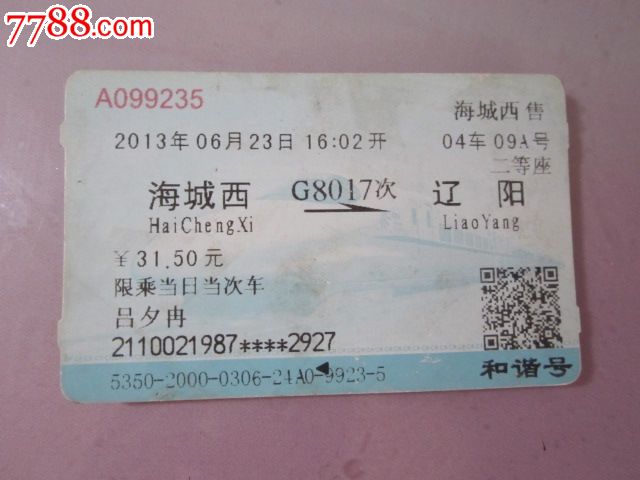 7788.com
A099235
海城西售
2013年06月23日16:02开 04车09A号
二等座
海城西 G8017次 辽阳
HaiChengXi LiaoYang
¥31.50元
限乘当日当次车
吕夕冉
2110021987****2927
5350-2000-0306-24A0-9923-5
和谐号